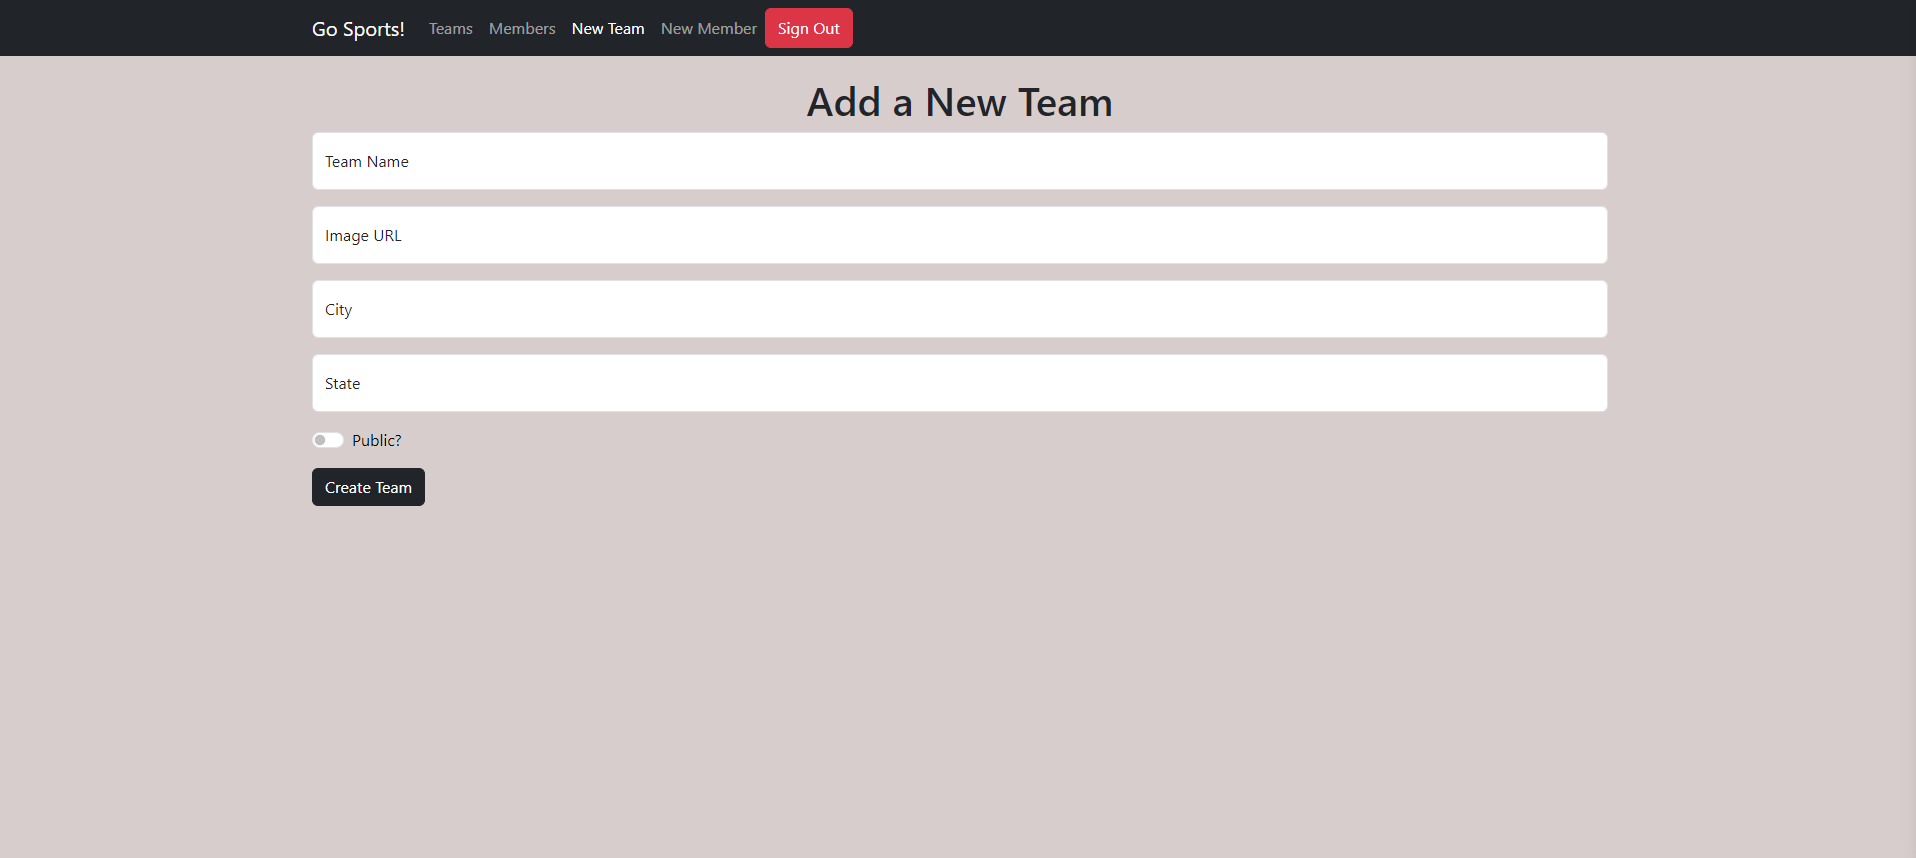 Go Sports! Teams Members New Team New Member Sign Out
Add a New Team
Team Name
Image URL
City
State
Public?
Create Team